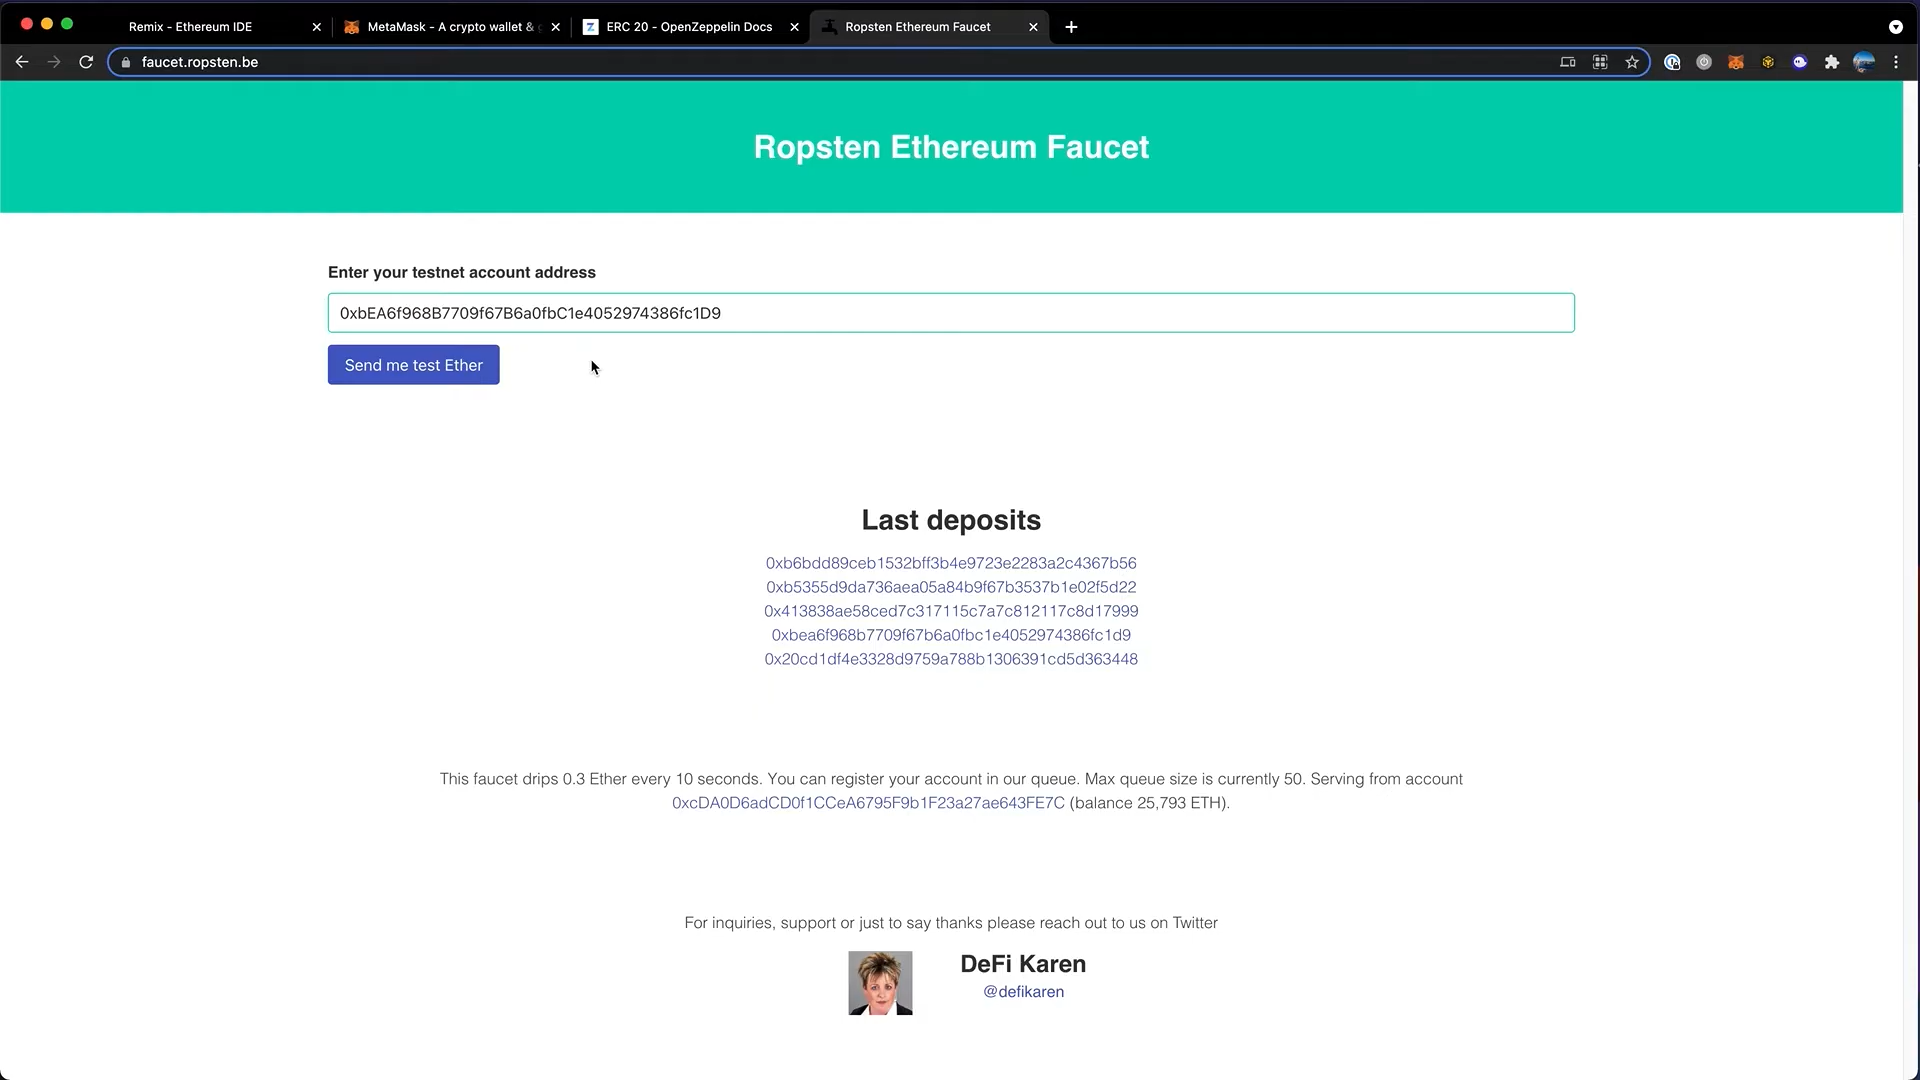 Remix - Ethereum IDE
MetaMask - A crypto wallet &
ERC 20 - OpenZeppelin Docs
Ropsten Ethereum Faucet
faucet.ropsten.be
Ropsten Ethereum Faucet
Enter your testnet account address
0xbEA6f968B7709f67B6a0fbC1e4052974386fc1D9
Send me test Ether
Last deposits
0xb6bdd89ceb1532bff3b4e9723e2283a2c4367b56
0xb5355d9da736aea05a84b9f67b3537b1e02f5d22
0x413838ae58ced7c317115c7a7c812117c8d17999
0xbea6f968b7709f67b6a0fbc1e4052974386fc1d9
0x20cd1df4e3328d9759a788b1306391cd5d363448
This faucet drips 0.3 Ether every 10 seconds. You can register your account in our queue. Max queue size is currently 50. Serving from account
0xcDA0D6adCD0f1CCeA6795F9b1F23a27ae643FE7C (balance 25,793 ETH).
For inquiries, support or just to say thanks please reach out to us on Twitter
DeFi Karen
@defikaren